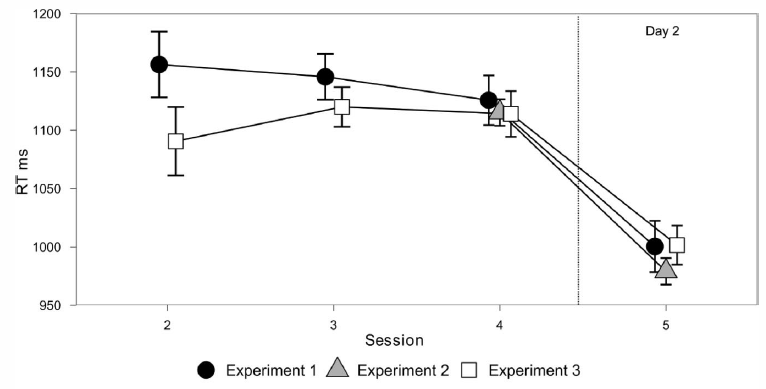 1200
Day 2
1150
1100
RT ms
1050
1000
950
2 3 4 5
Session
Experiment 1 Experiment 2 Experiment 3